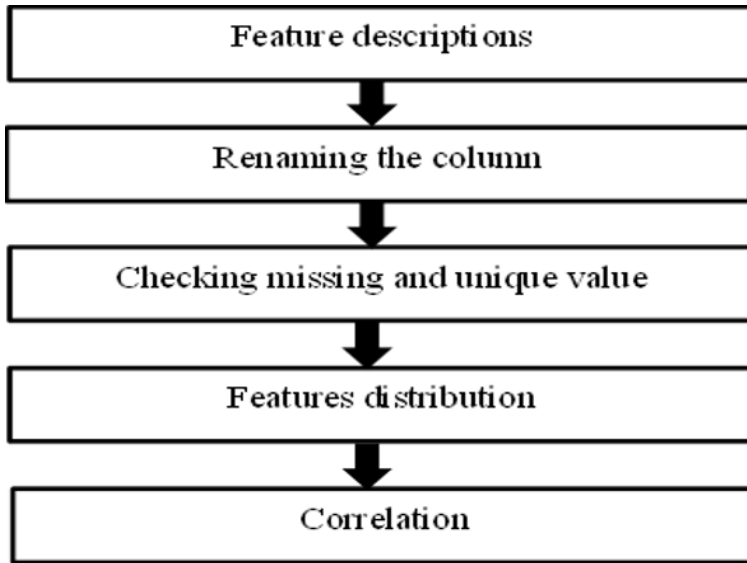 Feature descriptions
Renaming the column
Checking missing and unique value
Features distribution
Correlation